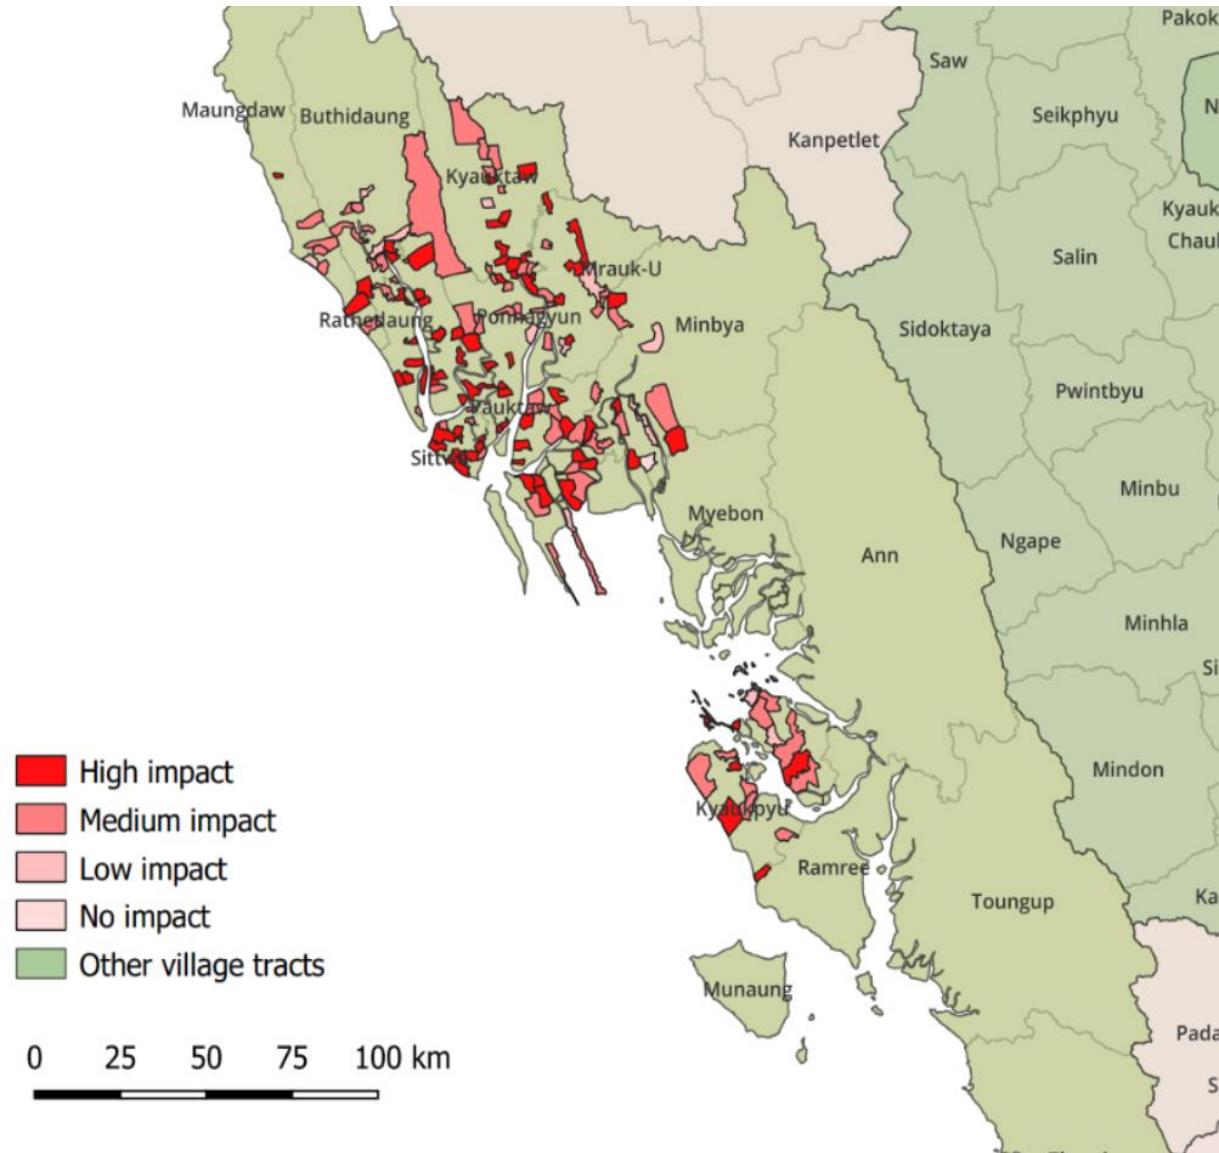 Pakok
Saw
Maungdaw
Buthidaung
Seikphyu
N
Kanpetlet
Kyauktaw
Kyauk
Chaul
Salin
Mrauk-U
Rathedaung
Ponnagyun
Minbya
Sidoktaya
Pwintbyu
Pauktaw
Sittwe
Minbu
Myebon
Ngape
Ann
Minhla
Si
High impact
Mindon
Medium impact
Kyaukpyu
Low impact
Ramree
No impact
Toungup
Ka
Other village tracts
Munaung
Pada
0 25 50 75 100 km
S